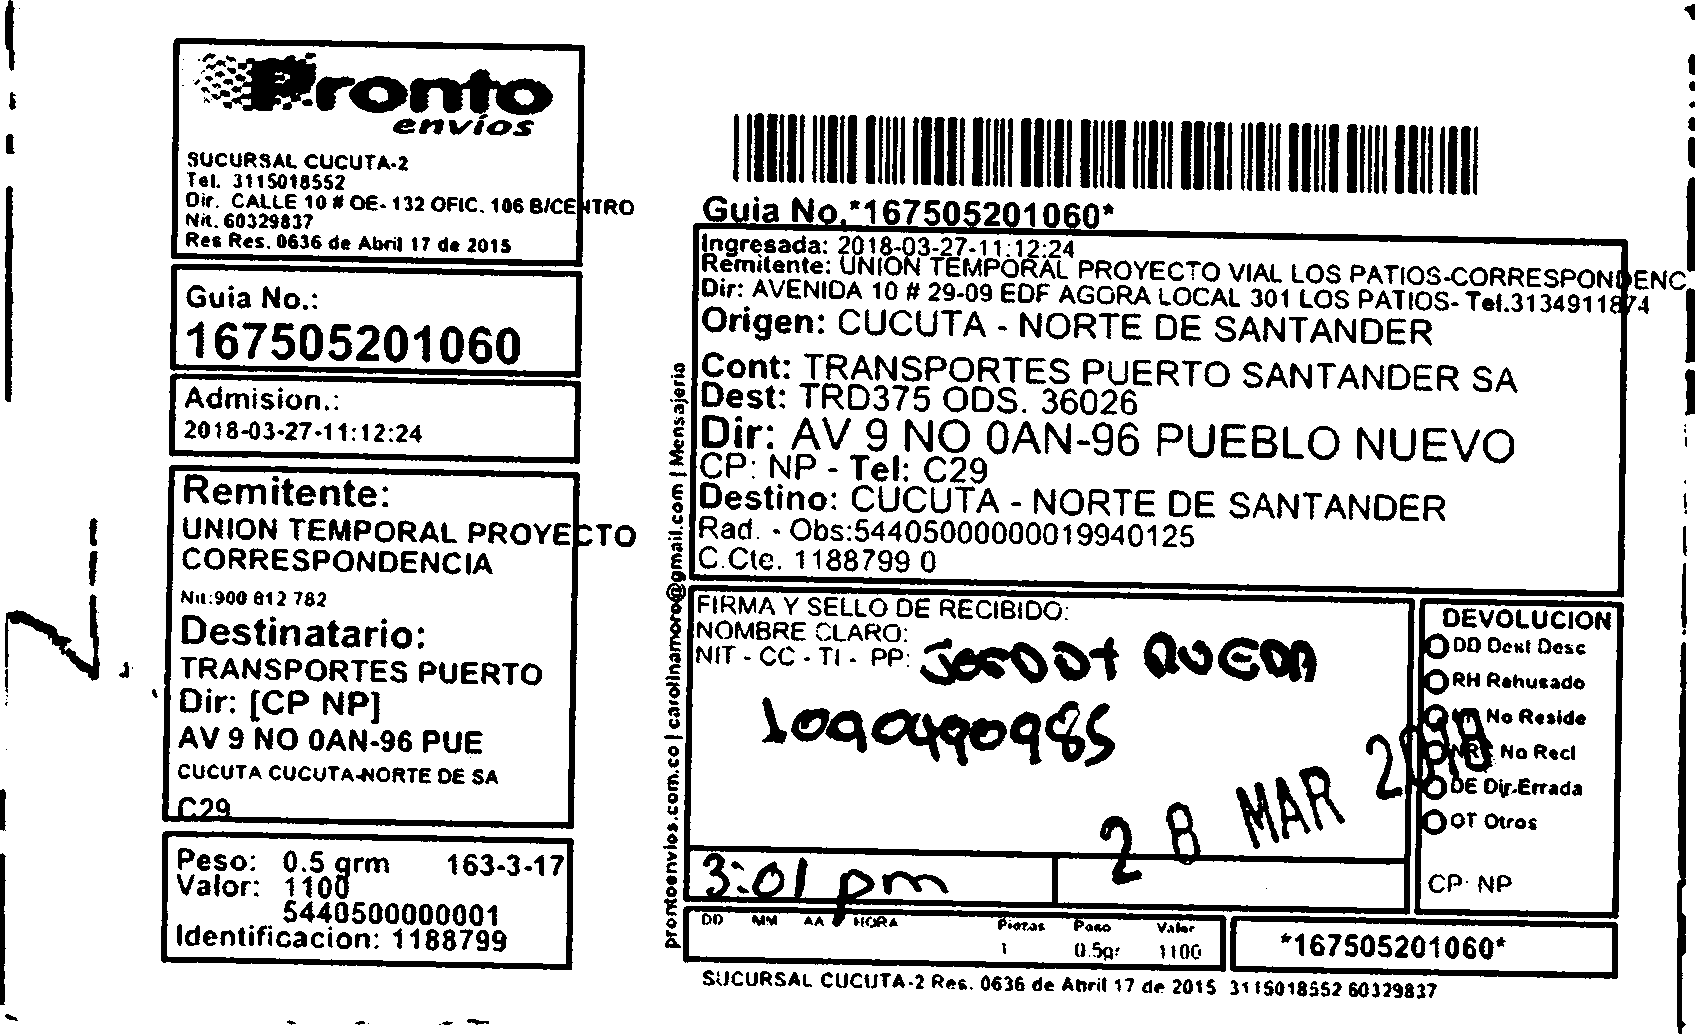 Pronto
envíos
SUCURSAL CUCUTA-2
Tel. 3115018552
Dir. CALLE 10 # OE-132 OFIC. 106 B/CENTRO
Nit. 60329837
Res Res. 0636 de Abril 17 de 2015
Guia No.:
167505201060
Admision.:
2018-03-27-11:12:24
Remitente:
UNION TEMPORAL PROYECTO
CORRESPONDENCIA
Nit:900 812 782
Destinatario:
TRANSPORTES PUERTO
Dir: [CP NP]
AV 9 NO 0AN-96 PUE
CUCUTA CUCUTA-NORTE DE SA
C29
Peso: 0.5 grm 163-3-17
Valor: 1100
5440500000001
Identificacion: 1188799
prontoenvios.com.co | carolinamoro@gmail.com | Mensajeria
Guia No.*167505201060*
Ingresada: 2018-03-27-11:12:24
Remitente: UNION TEMPORAL PROYECTO VIAL LOS PATIOS-CORRESPONDENC
Dir: AVENIDA 10 # 29-09 EDF AGORA LOCAL 301 LOS PATIOS- Tel.3134911874
Origen: CUCUTA - NORTE DE SANTANDER
Cont: TRANSPORTES PUERTO SANTANDER SA
Dest: TRD375 ODS. 36026
Dir: AV 9 NO 0AN-96 PUEBLO NUEVO
CP: NP - Tel: C29
Destino: CUCUTA - NORTE DE SANTANDER
Rad. - Obs:54405000000019940125
C.Cte. 1188799 0
FIRMA Y SELLO DE RECIBIDO:
NOMBRE CLARO:
NIT - CC - TI - PP: RUEDA
1090490985
28 MAR 2018
3:01 pm
DD MM AA HORA
Piezas Peso Valor
1 0.5gr 1100
DEVOLUCION
DD Dest Desc
RH Rehusado
No Reside
NR No Recl
DE Dir.Errada
OT Otros
CP: NP
*167505201060*
SUCURSAL CUCUTA-2 Res. 0636 de Abril 17 de 2015 3115018552 60329837